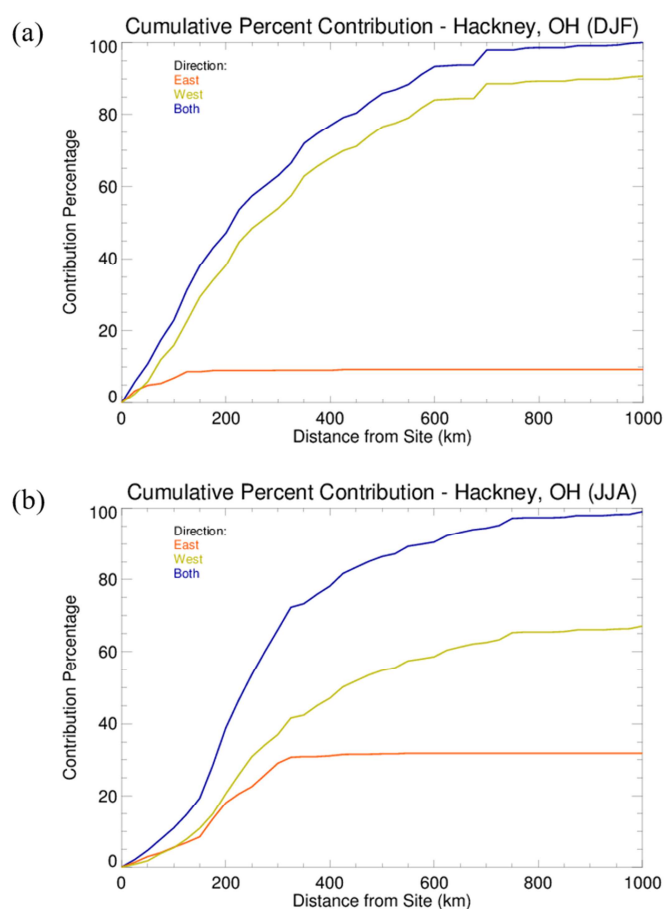 (a)
Cumulative Percent Contribution - Hackney, OH (DJF)
100
80
60
40
20
0
Contribution Percentage
Direction:
East
West
Both
0 200 400 600 800 1000
Distance from Site (km)
(b)
Cumulative Percent Contribution - Hackney, OH (JJA)
100
80
60
40
20
0
Contribution Percentage
Direction:
East
West
Both
0 200 400 600 800 1000
Distance from Site (km)